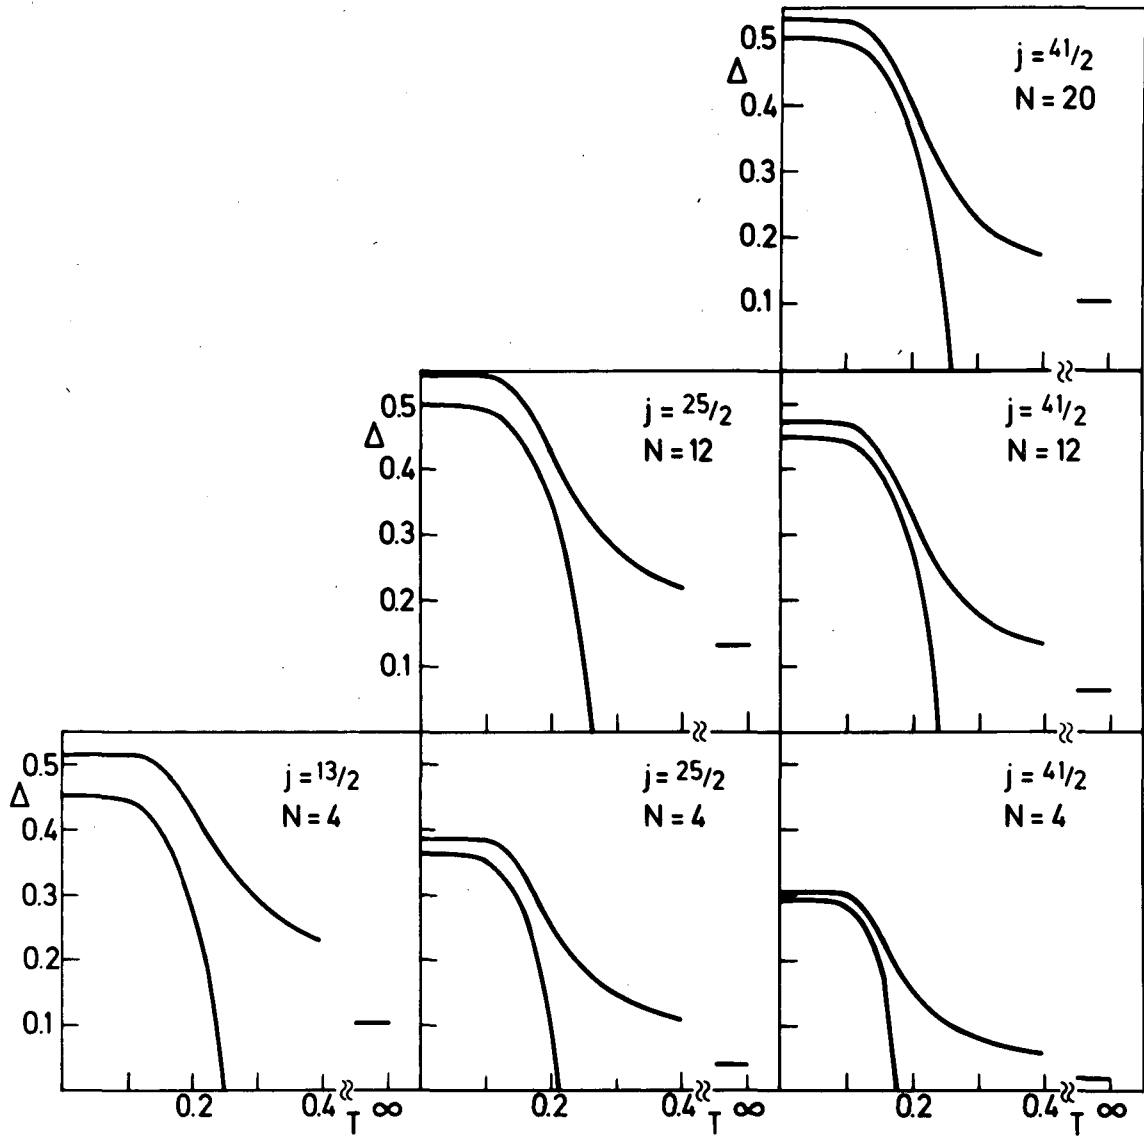 0.5
Δ
0.4
0.3
0.2
0.1
j = 41/2
N = 20
0.5
Δ
0.4
0.3
0.2
0.1
j = 25/2
N = 12
j = 41/2
N = 12
0.5
Δ
0.4
0.3
0.2
0.1
j = 13/2
N = 4
j = 25/2
N = 4
j = 41/2
N = 4
0.2 0.4 T ∞
0.2 T ∞
0.2 0.4 T ∞